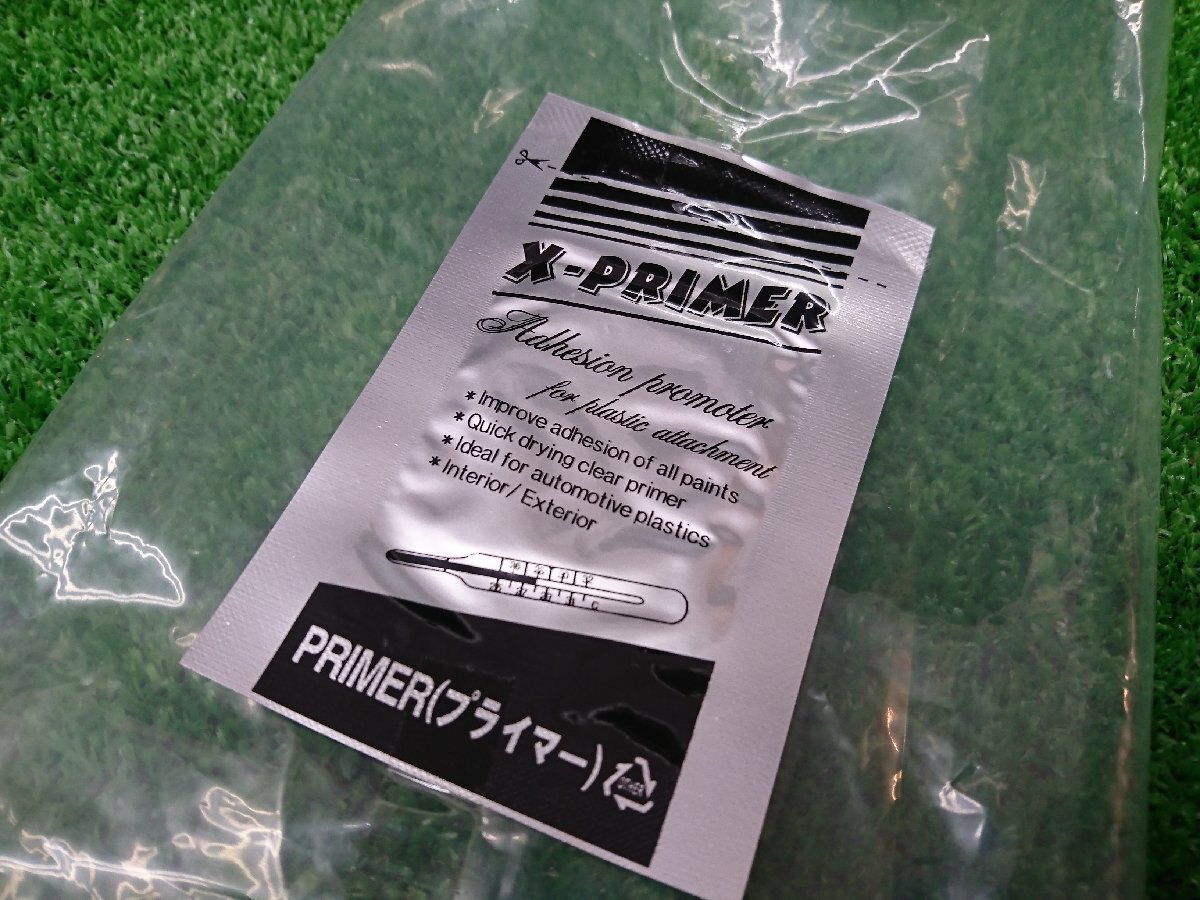 X-PRIMER
Adhesion promoter
for plastic attachment
* Improve adhesion of all paints
* Quick drying clear primer
* Ideal for automotive plastics
* Interior / Exterior
PRIMER(プライマー)